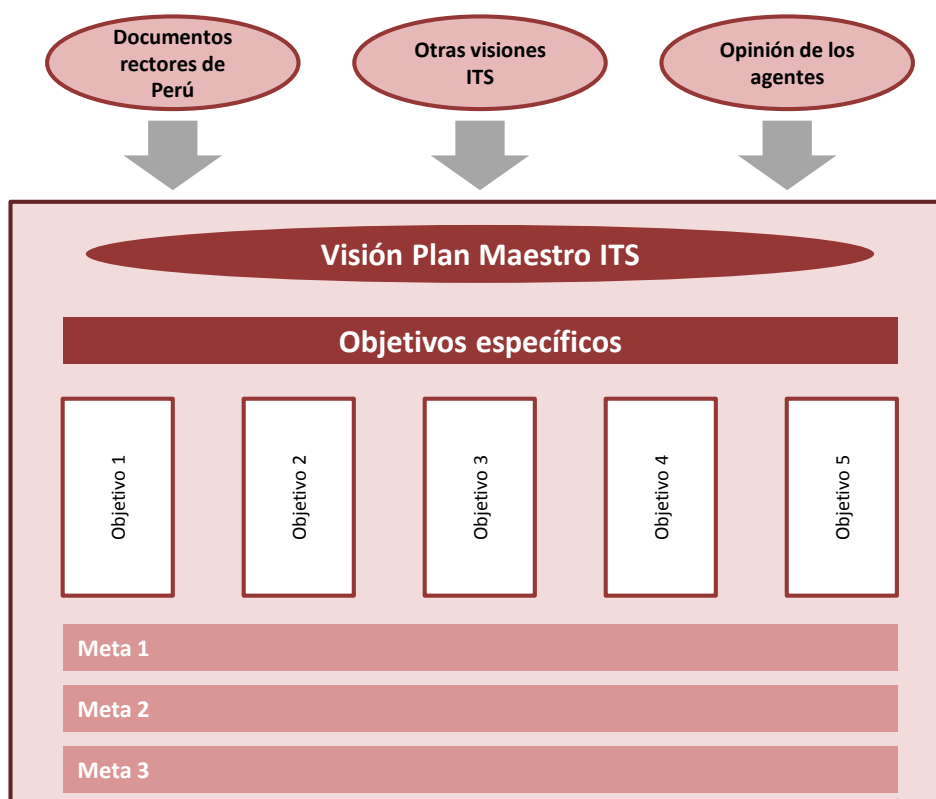 Documentos
rectores de
Perú
Otras visiones
ITS
Opinión de los
agentes
Visión Plan Maestro ITS
Objetivos específicos
Objetivo 1
Objetivo 2
Objetivo 3
Objetivo 4
Objetivo 5
Meta 1
Meta 2
Meta 3